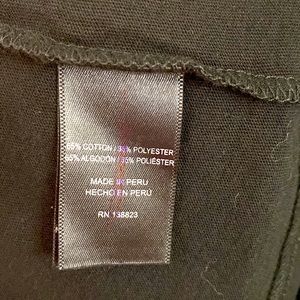 65% COTTON / 35% POLYESTER
65% ALGODÓN / 35% POLIÉSTER
MADE IN PERU
HECHO EN PERÚ
RN 138823